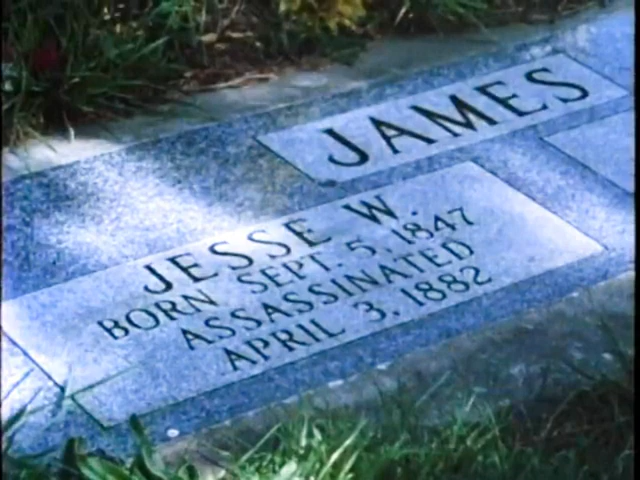 JAMES
JESSE W.
BORN SEPT. 5, 1847
ASSASSINATED
APRIL 3, 1882